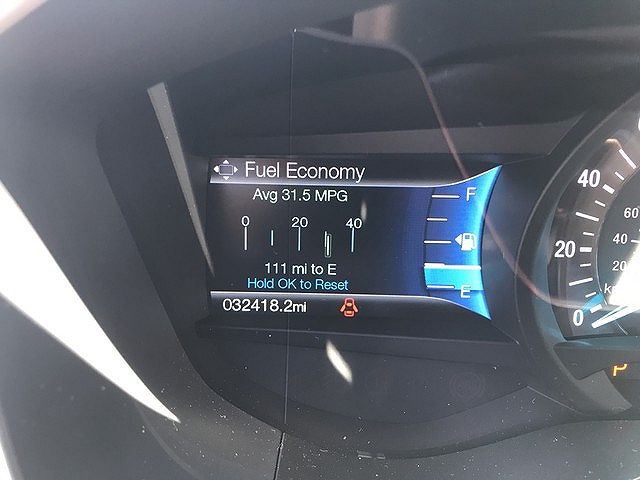 Fuel Economy
Avg 31.5 MPG
0 20 40
111 mi to E
Hold OK to Reset
032418.2mi
F
E
40
20
0
60
40
20
P